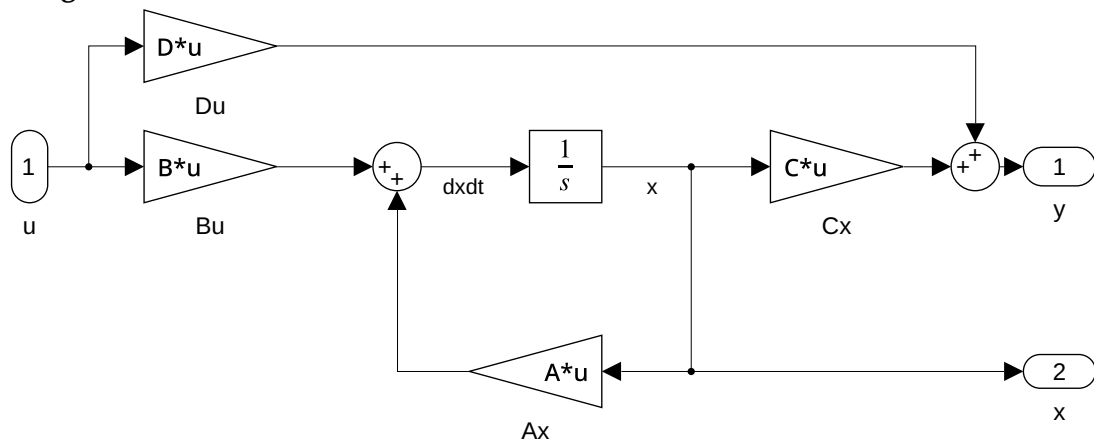 D*u
Du
1
u
B*u
Bu
+
+
dxdt
1
s
x
C*u
Cx
+
+
1
y
A*u
Ax
2
x